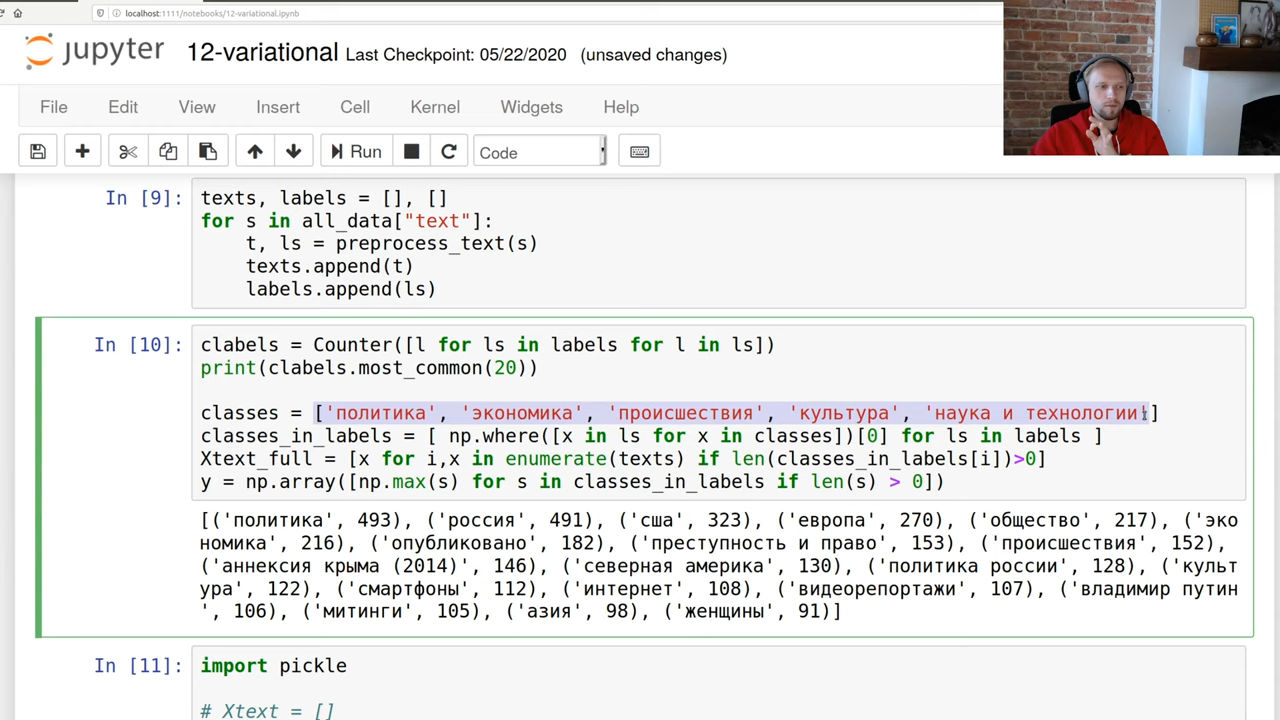 localhost:1111/notebooks/12-variational.ipynb
jupyter 12-variational Last Checkpoint: 05/22/2020 (unsaved changes)
File Edit View Insert Cell Kernel Widgets Help
Run Code
In [9]: texts, labels = [], []
for s in all_data["text"]:
t, ls = preprocess_text(s)
texts.append(t)
labels.append(ls)
In [10]: clabels = Counter([l for ls in labels for l in ls])
print(clabels.most_common(20))
classes = ['политика', 'экономика', 'происшествия', 'культура', 'наука и технологии']
classes_in_labels = [ np.where([x in ls for x in classes])[0] for ls in labels ]
Xtext_full = [x for i,x in enumerate(texts) if len(classes_in_labels[i])>0]
y = np.array([np.max(s) for s in classes_in_labels if len(s) > 0])
[('политика', 493), ('россия', 491), ('сша', 323), ('европа', 270), ('общество', 217), ('эко
номика', 216), ('опубликовано', 182), ('преступность и право', 153), ('происшествия', 152),
('аннексия крыма (2014)', 146), ('северная америка', 130), ('политика россии', 128), ('культ
ура', 122), ('смартфоны', 112), ('интернет', 108), ('видеорепортажи', 107), ('владимир путин
', 106), ('митинги', 105), ('азия', 98), ('женщины', 91)]
In [11]: import pickle
# Xtext = []